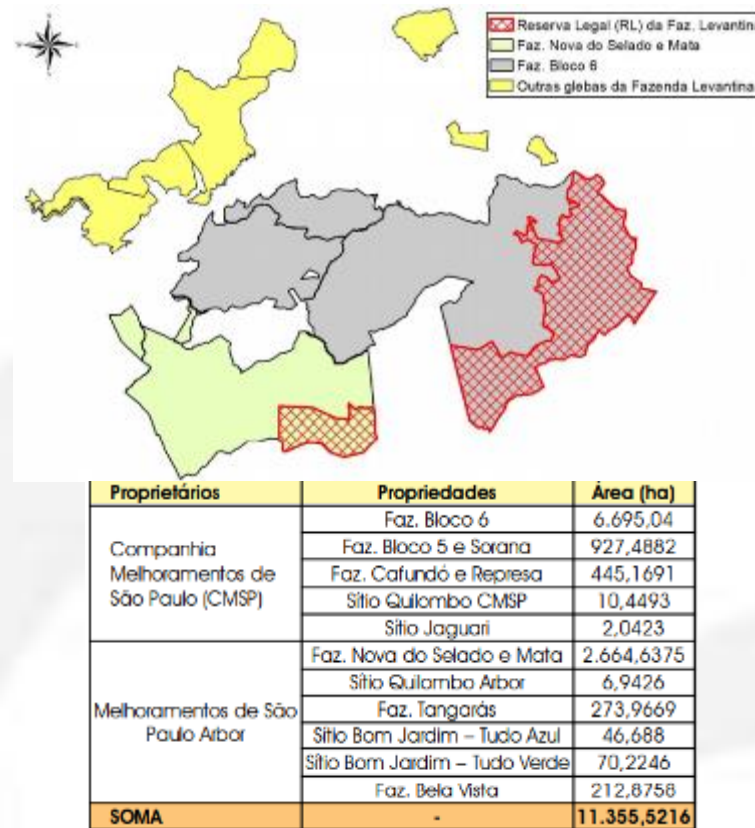 Reserva Legal (RL) da Faz. Levantin
Faz. Nova do Selado e Mata
Faz. Bloco 6
Outras glebas da Fazenda Levantina
Proprietários Propriedades Área (ha)
Companhia Melhoramentos de São Paulo (CMSP)
Faz. Bloco 6 6.695,04
Faz. Bloco 5 e Sorana 927,4882
Faz. Cafundó e Represa 445,1691
Sítio Quilombo CMSP 10,4493
Sítio Jaguari 2,0423
Melhoramentos de São Paulo Arbor
Faz. Nova do Selado e Mata 2.664,6375
Sítio Quilombo Arbor 6,9426
Faz. Tangarás 273,9669
Sítio Bom Jardim – Tudo Azul 46,688
Sítio Bom Jardim – Tudo Verde 70,2246
Faz. Bela Vista 212,8758
SOMA - 11.355,5216